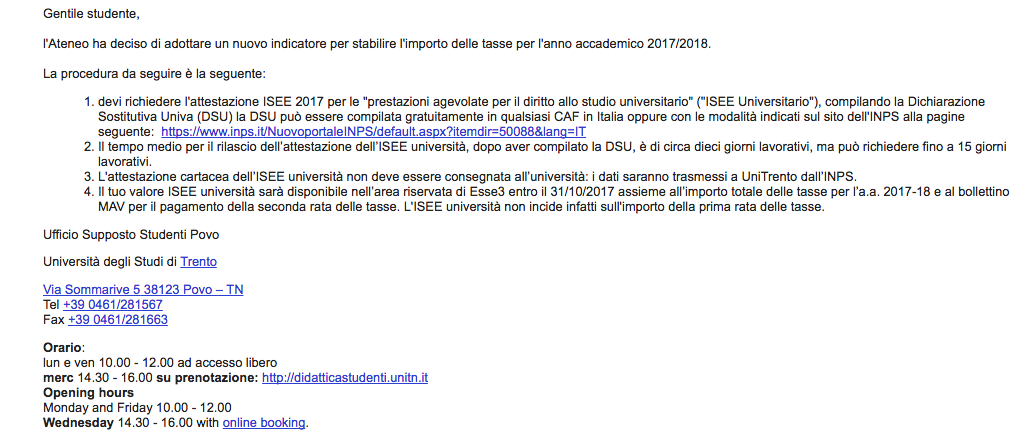 Gentile studente,
l'Ateneo ha deciso di adottare un nuovo indicatore per stabilire l'importo delle tasse per l'anno accademico 2017/2018.
La procedura da seguire è la seguente:
1. devi richiedere l'attestazione ISEE 2017 per le "prestazioni agevolate per il diritto allo studio universitario" ("ISEE Universitario"), compilando la Dichiarazione
Sostitutiva Univa (DSU) la DSU può essere compilata gratuitamente in qualsiasi CAF in Italia oppure con le modalità indicati sul sito dell'INPS alla pagine
seguente: https://www.inps.it/NuovoportaleINPS/default.aspx?itemdir=50088&lang=IT
2. Il tempo medio per il rilascio dell'attestazione dell'ISEE università, dopo aver compilato la DSU, è di circa dieci giorni lavorativi, ma può richiedere fino a 15 giorni
lavorativi.
3. L'attestazione cartacea dell'ISEE università non deve essere consegnata all'università: i dati saranno trasmessi a UniTrento dall'INPS.
4. Il tuo valore ISEE università sarà disponibile nell'area riservata di Esse3 entro il 31/10/2017 assieme all'importo totale delle tasse per l'a.a. 2017-18 e al bollettino
MAV per il pagamento della seconda rata delle tasse. L'ISEE università non incide infatti sull'importo della prima rata delle tasse.
Ufficio Supposto Studenti Povo
Università degli Studi di Trento
Via Sommarive 5 38123 Povo – TN
Tel +39 0461/281567
Fax +39 0461/281663
Orario:
lun e ven 10.00 - 12.00 ad accesso libero
merc 14.30 - 16.00 su prenotazione: http://didatticastudenti.unitn.it
Opening hours
Monday and Friday 10.00 - 12.00
Wednesday 14.30 - 16.00 with online booking.